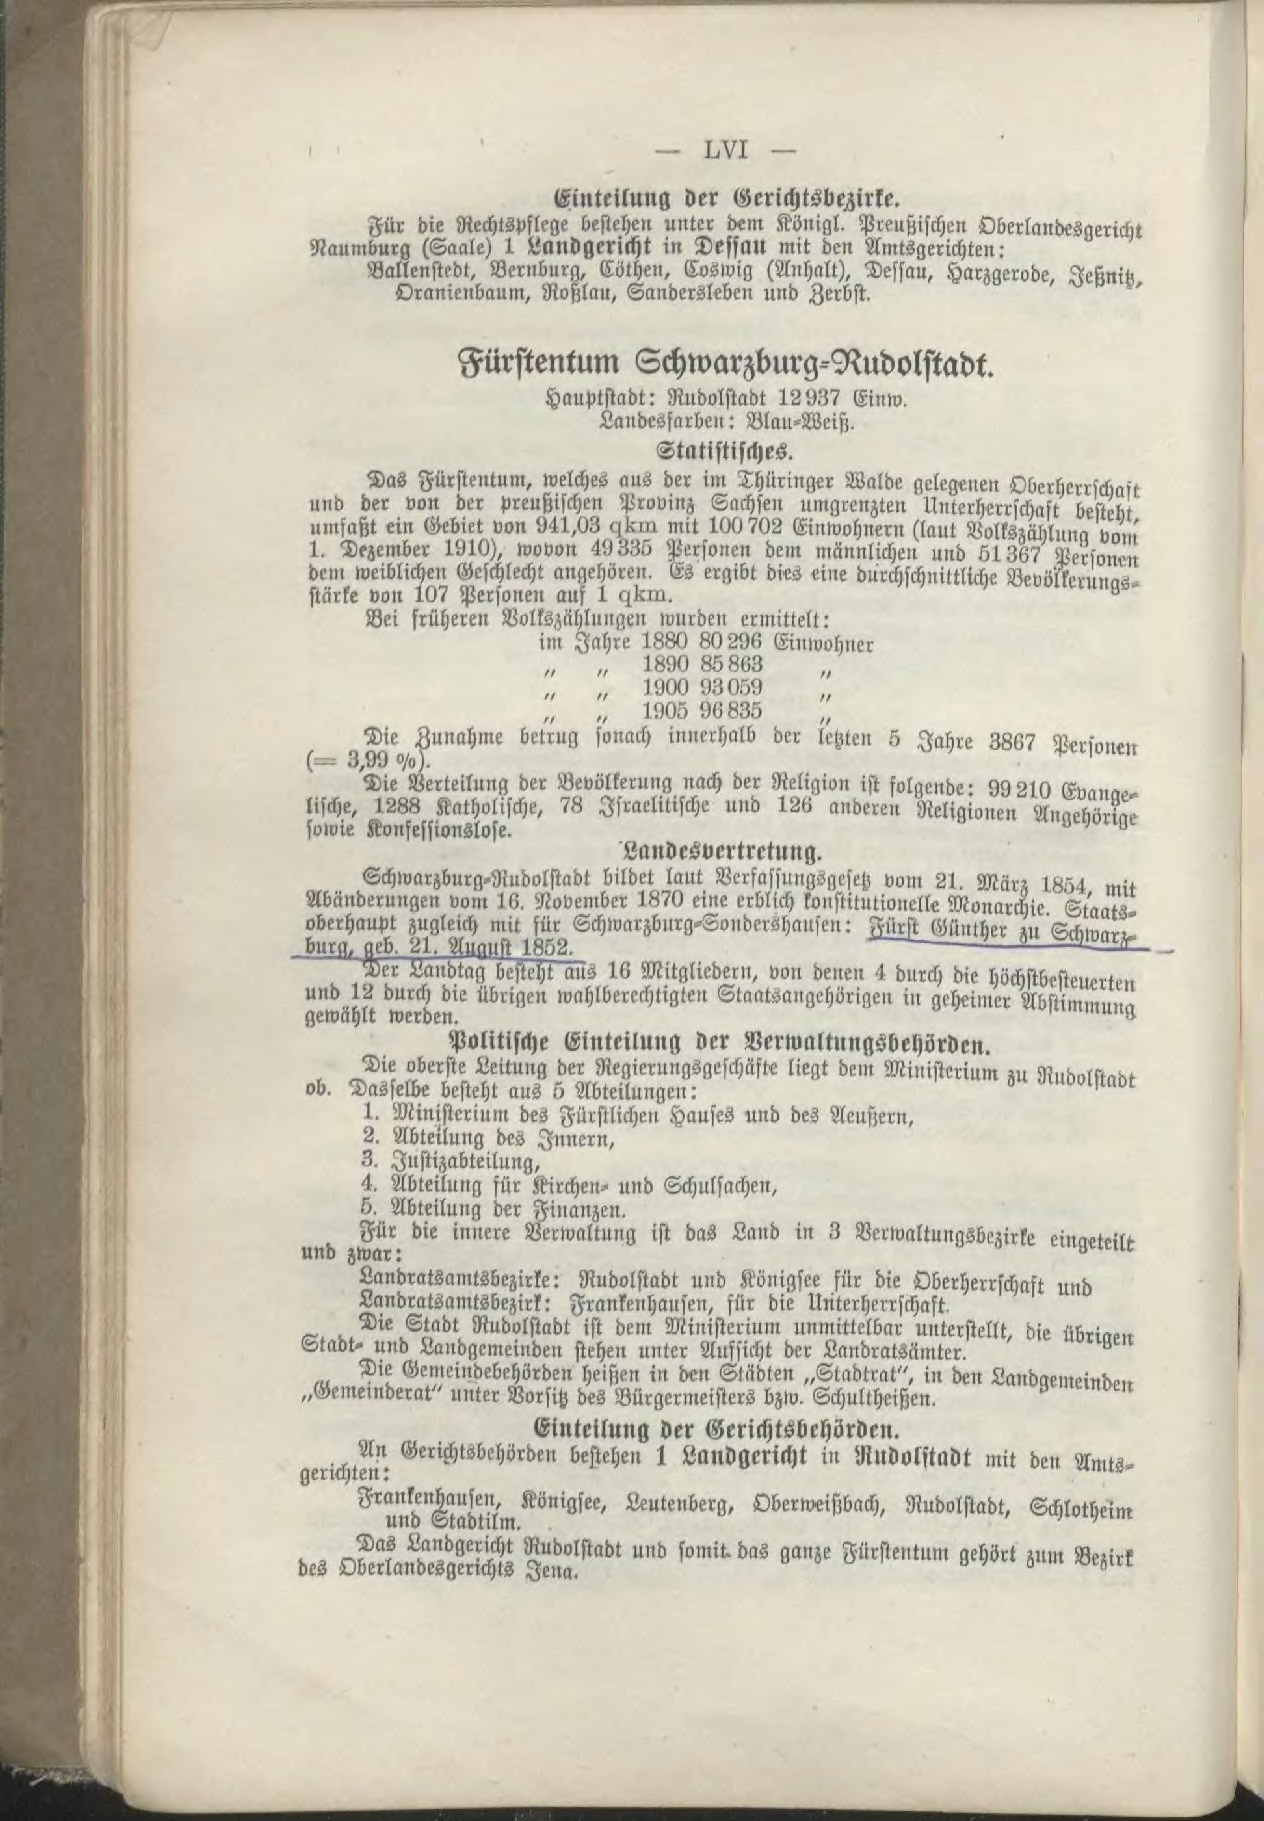 — LVI —
Einteilung der Gerichtsbezirke.
Für die Rechtspflege bestehen unter dem Königl. Preußischen Oberlandesgericht
Naumburg (Saale) 1 Landgericht in Dessau mit den Amtsgerichten:
Ballenstedt, Bernburg, Cöthen, Coswig (Anhalt), Dessau, Harzgerode, Jeßnitz,
Oranienbaum, Roßlau, Sandersleben und Zerbst.
Fürstentum Schwarzburg-Rudolstadt.
Hauptstadt: Rudolstadt 12937 Einw.
Landesfarben: Blau-Weiß.
Statistisches.
Das Fürstentum, welches aus der im Thüringer Walde gelegenen Oberherrschaft
und der von der preußischen Provinz Sachsen umgrenzten Unterherrschaft besteht,
umfaßt ein Gebiet von 941,03 qkm mit 100702 Einwohnern (laut Volkszählung vom
1. Dezember 1910), wovon 49335 Personen dem männlichen und 51367 Personen
dem weiblichen Geschlecht angehören. Es ergibt dies eine durchschnittliche Bevölkerungs-
stärke von 107 Personen auf 1 qkm.
Bei früheren Volkszählungen wurden ermittelt:
im Jahre 1880 80296 Einwohner
„ „ 1890 85863 „
„ „ 1900 93059 „
„ „ 1905 96835 „
Die Zunahme betrug sonach innerhalb der letzten 5 Jahre 3867 Personen
(= 3,99 %).
Die Verteilung der Bevölkerung nach der Religion ist folgende: 99210 Evange-
lische, 1288 Katholische, 78 Israelitische und 126 anderen Religionen Angehörige
sowie Konfessionslose.
Landesvertretung.
Schwarzburg-Rudolstadt bildet laut Verfassungsgesetz vom 21. März 1854, mit
Abänderungen vom 16. November 1870 eine erblich konstitutionelle Monarchie. Staats-
oberhaupt zugleich mit für Schwarzburg-Sondershausen: Fürst Günther zu Schwarz-
burg, geb. 21. August 1852.
Der Landtag besteht aus 16 Mitgliedern, von denen 4 durch die höchstbesteuerten
und 12 durch die übrigen wahlberechtigten Staatsangehörigen in geheimer Abstimmung
gewählt werden.
Politische Einteilung der Verwaltungsbehörden.
Die oberste Leitung der Regierungsgeschäfte liegt dem Ministerium zu Rudolstadt
ob. Dasselbe besteht aus 5 Abteilungen:
1. Ministerium des Fürstlichen Hauses und des Aeußern,
2. Abteilung des Innern,
3. Justizabteilung,
4. Abteilung für Kirchen- und Schulsachen,
5. Abteilung der Finanzen.
Für die innere Verwaltung ist das Land in 3 Verwaltungsbezirke eingeteilt
und zwar:
Landratsamtsbezirke: Rudolstadt und Königsee für die Oberherrschaft und
Landratsamtsbezirk: Frankenhausen, für die Unterherrschaft.
Die Stadt Rudolstadt ist dem Ministerium unmittelbar unterstellt, die übrigen
Stadt- und Landgemeinden stehen unter Aufsicht der Landratsämter.
Die Gemeindebehörden heißen in den Städten „Stadtrat“, in den Landgemeinden
„Gemeinderat“ unter Vorsitz des Bürgermeisters bzw. Schultheißen.
Einteilung der Gerichtsbehörden.
An Gerichtsbehörden bestehen 1 Landgericht in Rudolstadt mit den Amts-
gerichten:
Frankenhausen, Königsee, Leutenberg, Oberweißbach, Rudolstadt, Schlotheim
und Stadtilm.
Das Landgericht Rudolstadt und somit das ganze Fürstentum gehört zum Bezirk
des Oberlandesgerichts Jena.